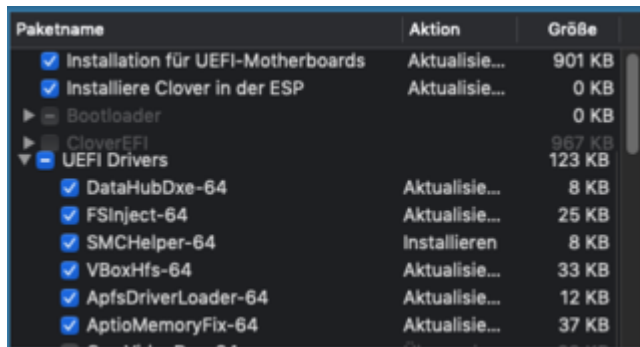 Paketname Aktion Größe
Installation für UEFI-Motherboards Aktualisie... 901 KB
Installiere Clover in der ESP Aktualisie... 0 KB
Bootloader 0 KB
CloverEFI 967 KB
UEFI Drivers 123 KB
DataHubDxe-64 Aktualisie... 8 KB
FSInject-64 Aktualisie... 25 KB
SMCHelper-64 Installieren 8 KB
VBoxHfs-64 Aktualisie... 33 KB
ApfsDriverLoader-64 Aktualisie... 12 KB
AptioMemoryFix-64 Aktualisie... 37 KB